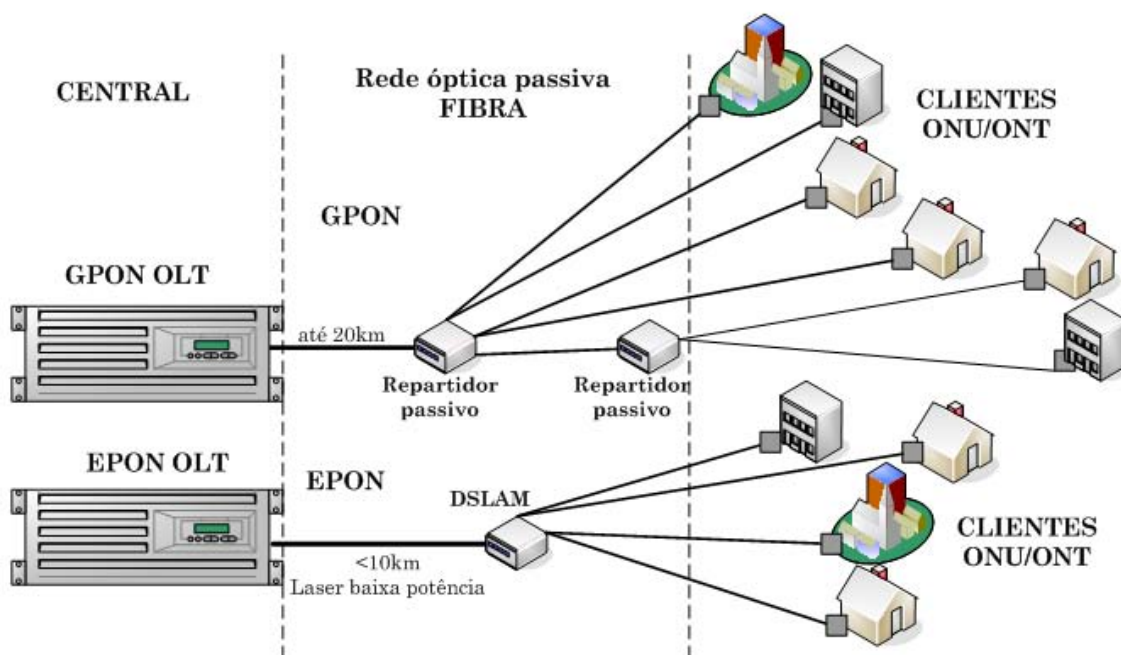 CENTRAL
Rede óptica passiva
FIBRA
CLIENTES
ONU/ONT
GPON
GPON OLT
até 20km
Repartidor
passivo
Repartidor
passivo
EPON OLT
EPON
DSLAM
<10km
Laser baixa potência
CLIENTES
ONU/ONT